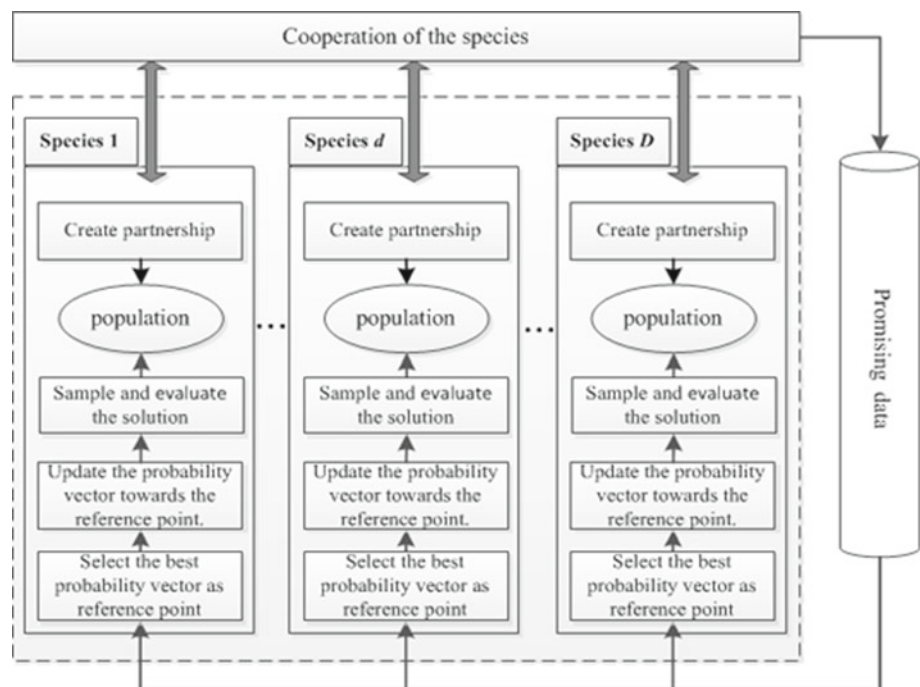 Cooperation of the species
Species 1
Create partnership
population
Sample and evaluate
the solution
Update the probability
vector towards the
reference point.
Select the best
probability vector as
reference point
...
Species d
Create partnership
population
Sample and evaluate
the solution
Update the probability
vector towards the
reference point.
Select the best
probability vector as
reference point
...
Species D
Create partnership
population
Sample and evaluate
the solution
Update the probability
vector towards the
reference point.
Select the best
probability vector as
reference point
Promising data